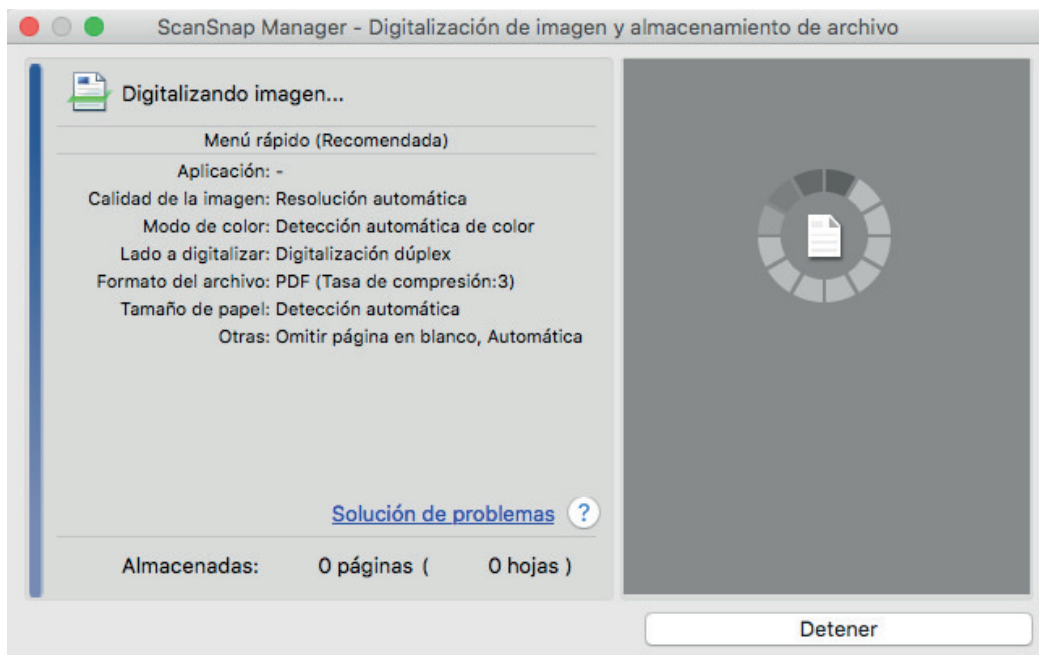 ScanSnap Manager - Digitalización de imagen y almacenamiento de archivo
Digitalizando imagen...
Menú rápido (Recomendada)
Aplicación: -
Calidad de la imagen: Resolución automática
Modo de color: Detección automática de color
Lado a digitalizar: Digitalización dúplex
Formato del archivo: PDF (Tasa de compresión:3)
Tamaño de papel: Detección automática
Otras: Omitir página en blanco, Automática
Solución de problemas ?
Almacenadas: 0 páginas ( 0 hojas )
Detener